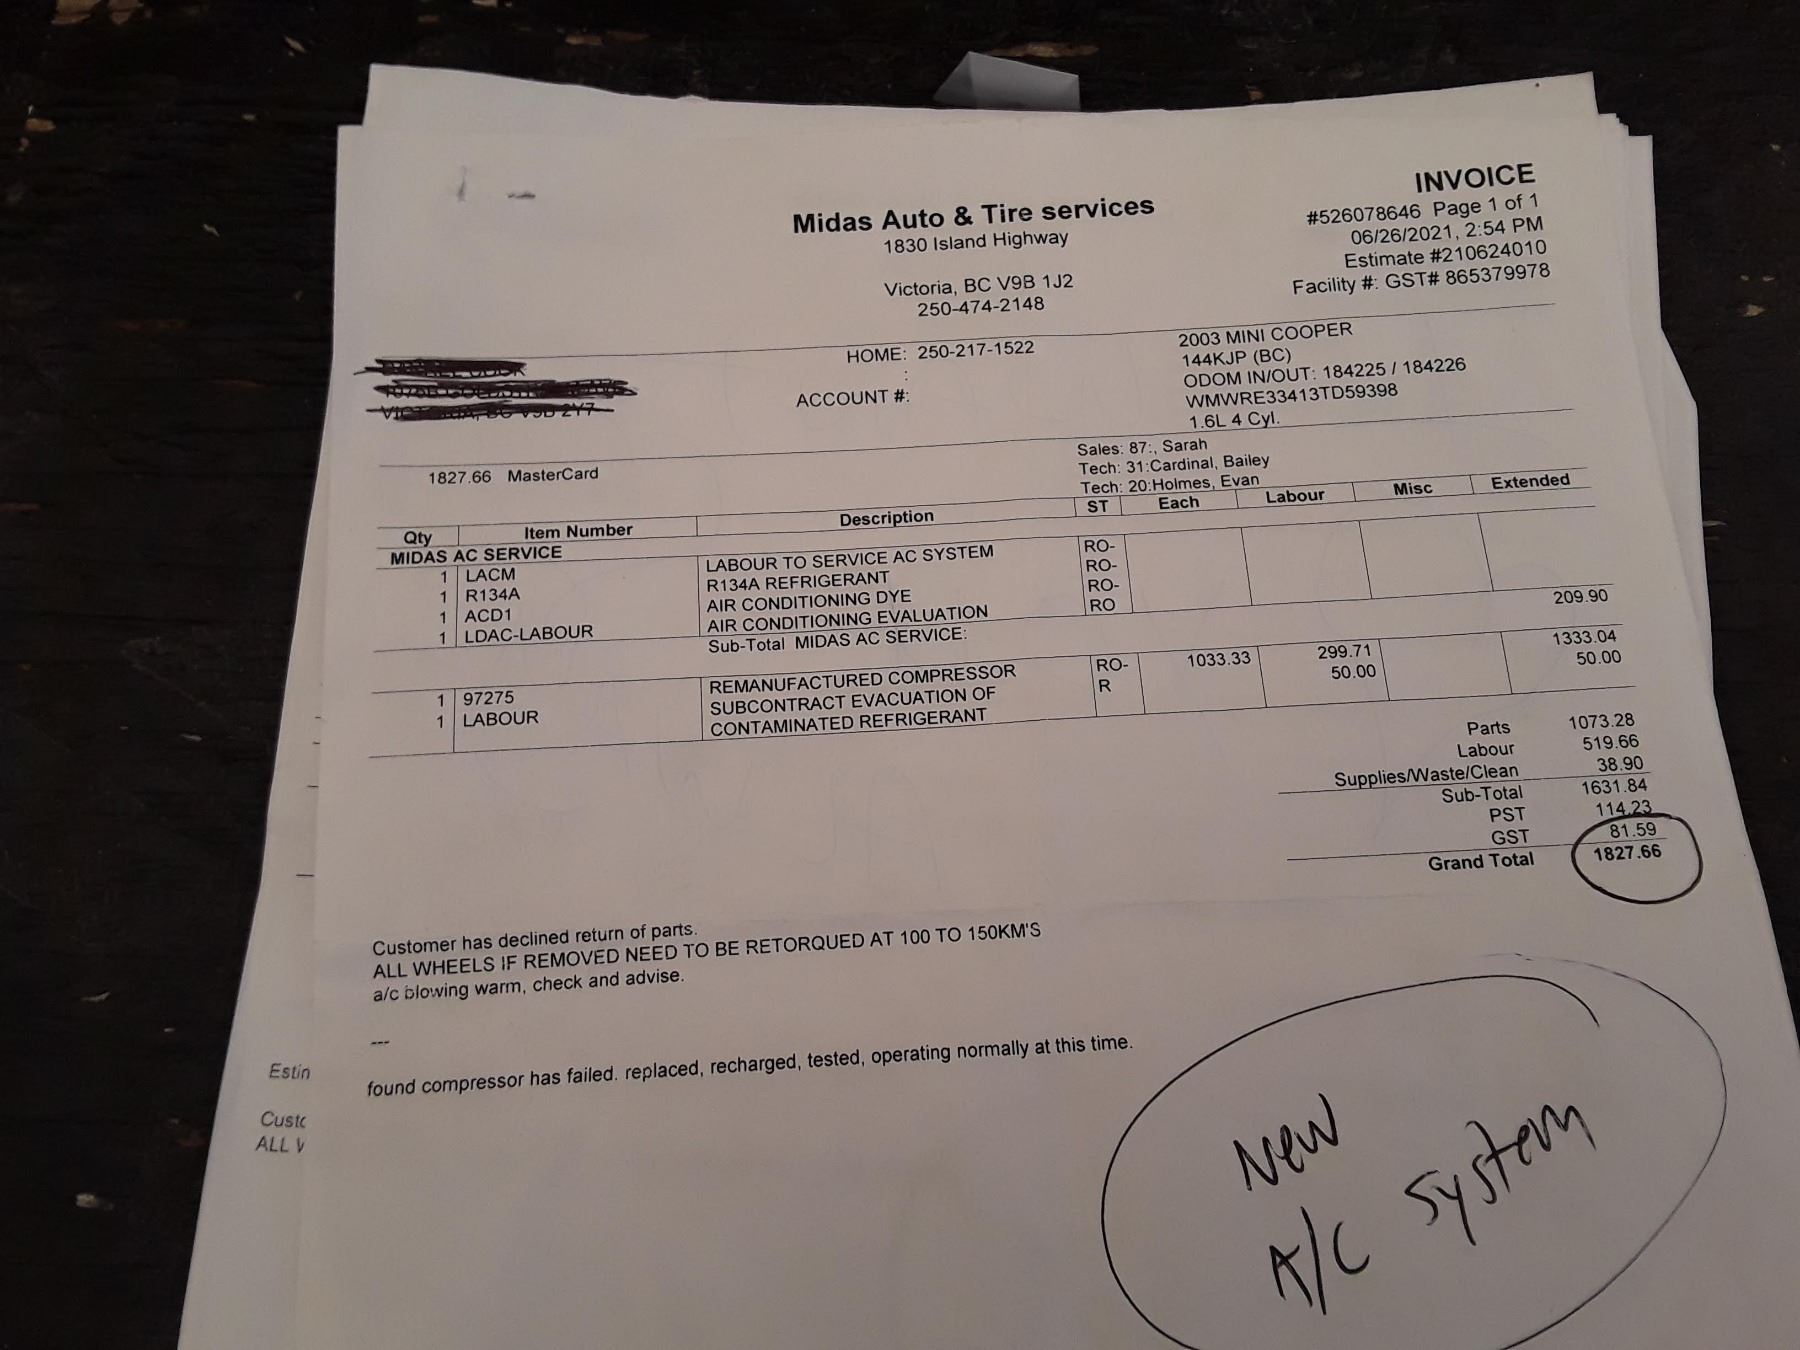 INVOICE
Midas Auto & Tire services
#526078646 Page 1 of 1
1830 Island Highway
06/26/2021, 2:54 PM
Estimate #210624010
Victoria, BC V9B 1J2
Facility #: GST# 865379978
250-474-2148
HOME: 250-217-1522
2003 MINI COOPER
:
144KJP (BC)
ACCOUNT #:
ODOM IN/OUT: 184225 / 184226
VICTORIA, BC V9B 2Y7
WMWRE33413TD59398
1.6L 4 Cyl.
1827.66 MasterCard
Sales: 87:, Sarah
Tech: 31:Cardinal, Bailey
Tech: 20:Holmes, Evan
Qty Item Number Description ST Each Labour Misc Extended
MIDAS AC SERVICE
1 LACM LABOUR TO SERVICE AC SYSTEM RO-
1 R134A R134A REFRIGERANT RO-
1 ACD1 AIR CONDITIONING DYE RO-
1 LDAC-LABOUR AIR CONDITIONING EVALUATION RO
Sub-Total MIDAS AC SERVICE: 209.90
1 97275 REMANUFACTURED COMPRESSOR RO- 1033.33 299.71 1333.04
1 LABOUR SUBCONTRACT EVACUATION OF R 50.00 50.00
CONTAMINATED REFRIGERANT
Parts 1073.28
Labour 519.66
Supplies/Waste/Clean 38.90
Sub-Total 1631.84
PST 114.23
GST 81.59
Grand Total 1827.66
Customer has declined return of parts.
ALL WHEELS IF REMOVED NEED TO BE RETORQUED AT 100 TO 150KM'S
a/c blowing warm, check and advise.
---
found compressor has failed. replaced, recharged, tested, operating normally at this time.
Estin
Custc
ALL V
New
A/C system